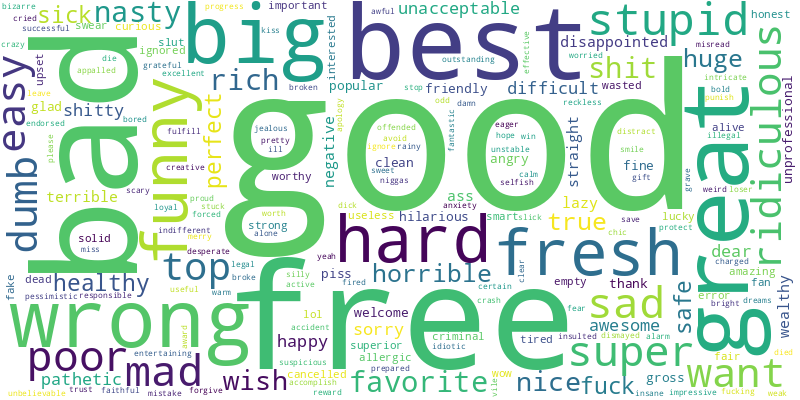 bizarre
cried
successful
crazy
sick
nasty
swear
curious
ignored
slut
progress
important
kiss
big
interested
awful
best
outstanding
unacceptable
effective
stupid
honest
misread
worried
disappointed
shit
huge
intricate
bold
punish
illegal
unprofessional
die
appalled
upset
easy
leave
glad
shitty
endorsed
bored
please
bad
grateful
excellent
rich
perfect
broken
popular
friendly
stop
damn
difficult
wasted
reckless
apology
odd
fantastic
good
jealous
pretty
ill
worthy
negative
offended
avoid
ignore
rainy
clean
sweet
niggas
eager
hope
win
unstable
angry
calm
selfish
straight
distract
smile
fine
gift
alive
weird
loser
grave
great
ridiculous
funny
fulfill
creative
dumb
terrible
scary
proud
stuck
forced
loyal
worth
strong
alone
dick
ass
anxiety
useless
hilarious
smart
slick
lazy
true
save
chic
lucky
protect
solid
miss
indifferent
merry
desperate
hard
fresh
dear
charged
amazing
fan
fake
dead
healthy
pessimistic
responsible
top
useful
legal
broke
warm
silly
active
yeah
piss
fired
horrible
certain
crash
clear
empty
thank
fear
safe
error
bright
dreams
wealthy
wrong
award
free
lol
accident
happy
suspicious
welcome
sorry
superior
allergic
prepared
criminal
idiotic
tired
insulted
dismayed
alarm
sad
awesome
super
fair
died
want
poor
mad
entertaining
pathetic
trust
faithful
mistake
forgive
unbelievable
wish
cancelled
accomplish
reward
favorite
wow
vile
nice
fuck
gross
insane
impressive
fucking
weak